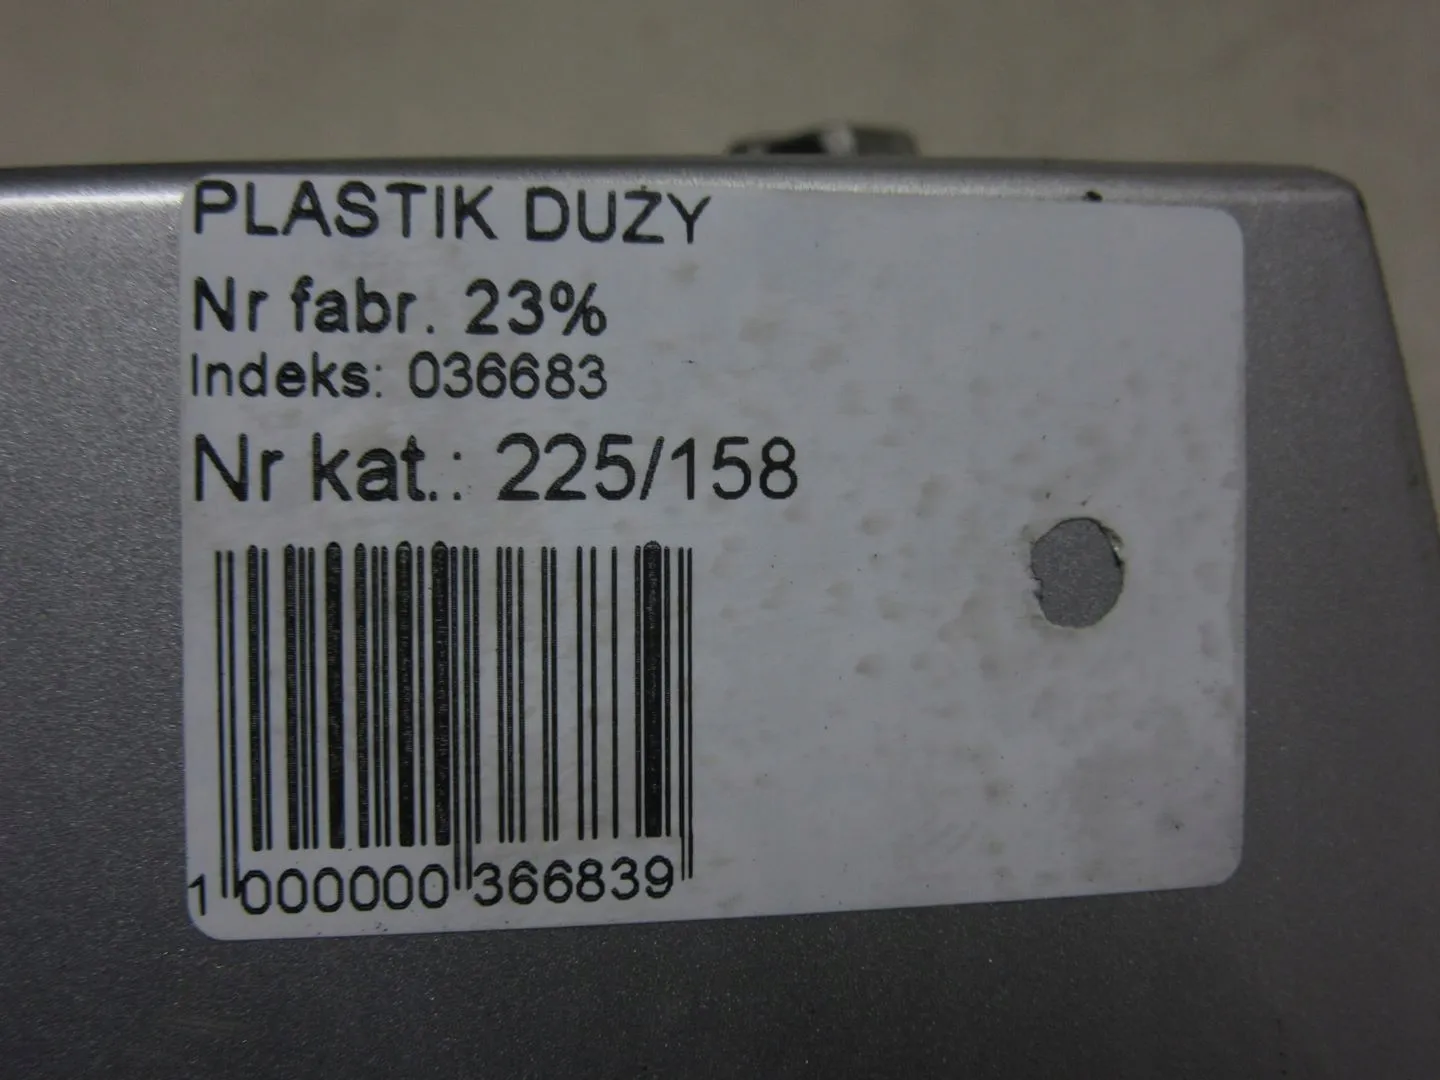 PLASTIK DUŻY
Nr fabr. 23%
Indeks: 036683
Nr kat.: 225/158
1 000000 366839